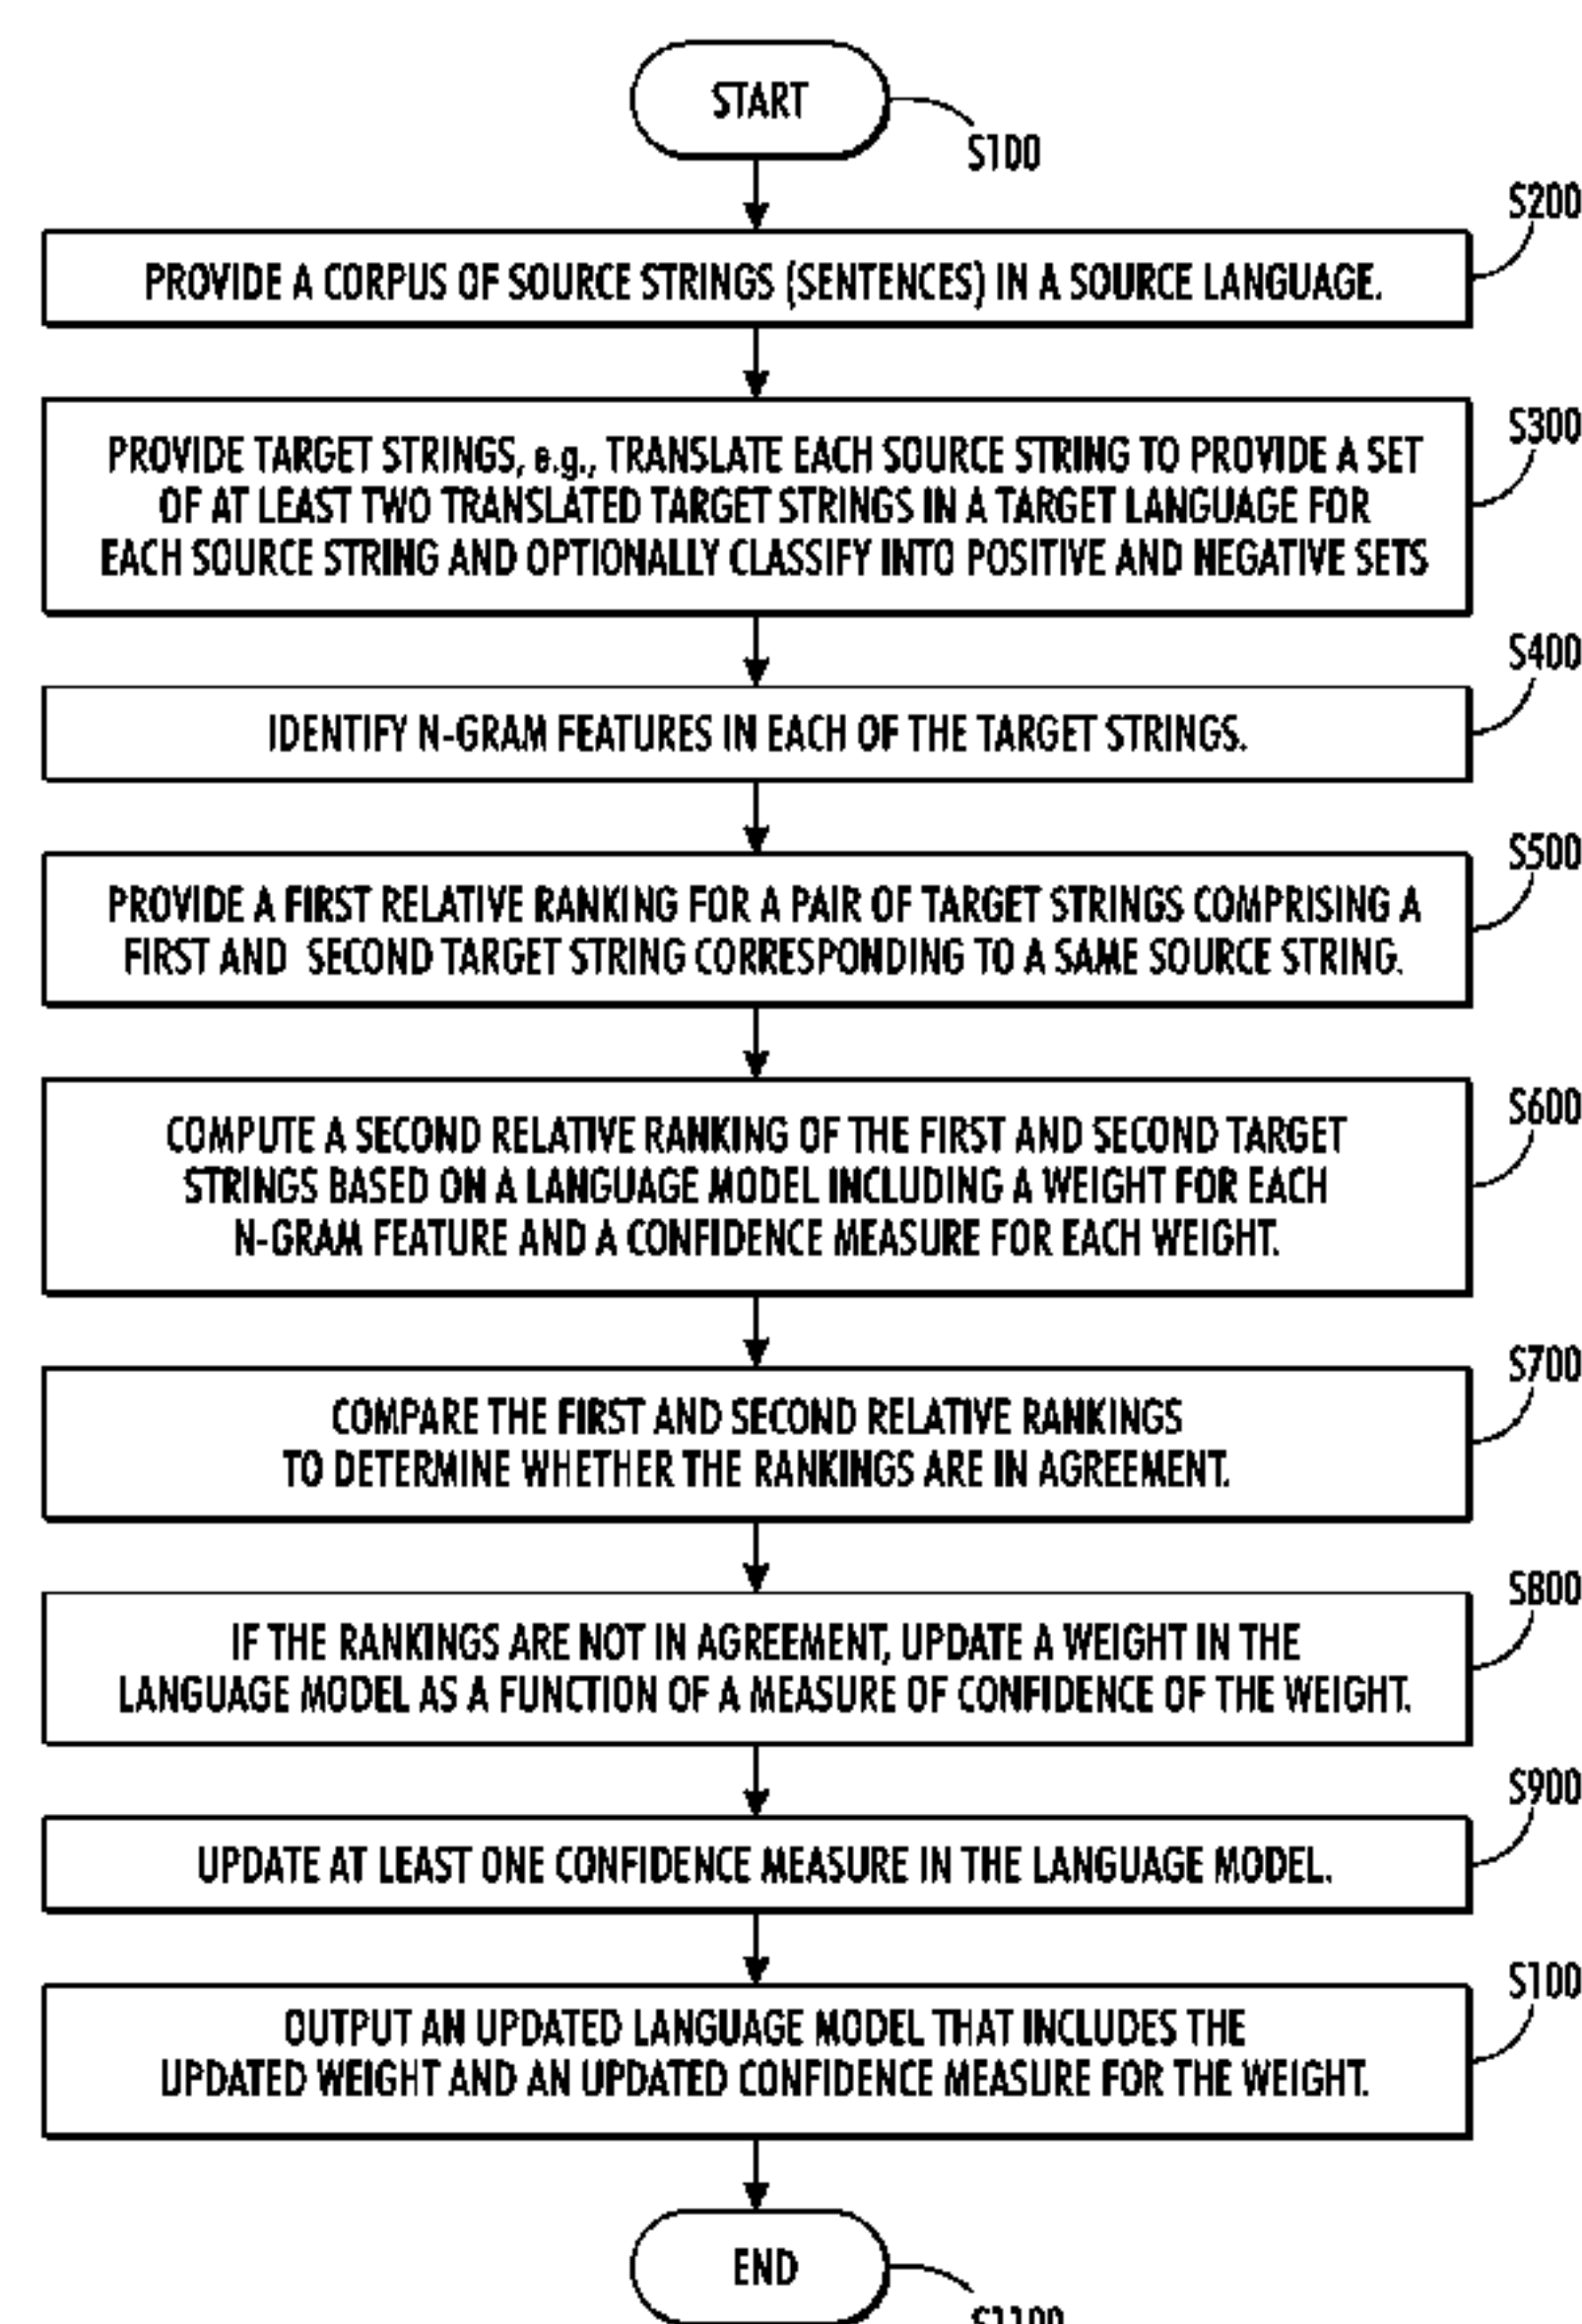 START
S100
S200
PROVIDE A CORPUS OF SOURCE STRINGS (SENTENCES) IN A SOURCE LANGUAGE.
S300
PROVIDE TARGET STRINGS, e.g., TRANSLATE EACH SOURCE STRING TO PROVIDE A SET
OF AT LEAST TWO TRANSLATED TARGET STRINGS IN A TARGET LANGUAGE FOR
EACH SOURCE STRING AND OPTIONALLY CLASSIFY INTO POSITIVE AND NEGATIVE SETS
S400
IDENTIFY N-GRAM FEATURES IN EACH OF THE TARGET STRINGS.
S500
PROVIDE A FIRST RELATIVE RANKING FOR A PAIR OF TARGET STRINGS COMPRISING A
FIRST AND SECOND TARGET STRING CORRESPONDING TO A SAME SOURCE STRING.
S600
COMPUTE A SECOND RELATIVE RANKING OF THE FIRST AND SECOND TARGET
STRINGS BASED ON A LANGUAGE MODEL INCLUDING A WEIGHT FOR EACH
N-GRAM FEATURE AND A CONFIDENCE MEASURE FOR EACH WEIGHT.
S700
COMPARE THE FIRST AND SECOND RELATIVE RANKINGS
TO DETERMINE WHETHER THE RANKINGS ARE IN AGREEMENT.
S800
IF THE RANKINGS ARE NOT IN AGREEMENT, UPDATE A WEIGHT IN THE
LANGUAGE MODEL AS A FUNCTION OF A MEASURE OF CONFIDENCE OF THE WEIGHT.
S900
UPDATE AT LEAST ONE CONFIDENCE MEASURE IN THE LANGUAGE MODEL.
S100
OUTPUT AN UPDATED LANGUAGE MODEL THAT INCLUDES THE
UPDATED WEIGHT AND AN UPDATED CONFIDENCE MEASURE FOR THE WEIGHT.
END
S1100